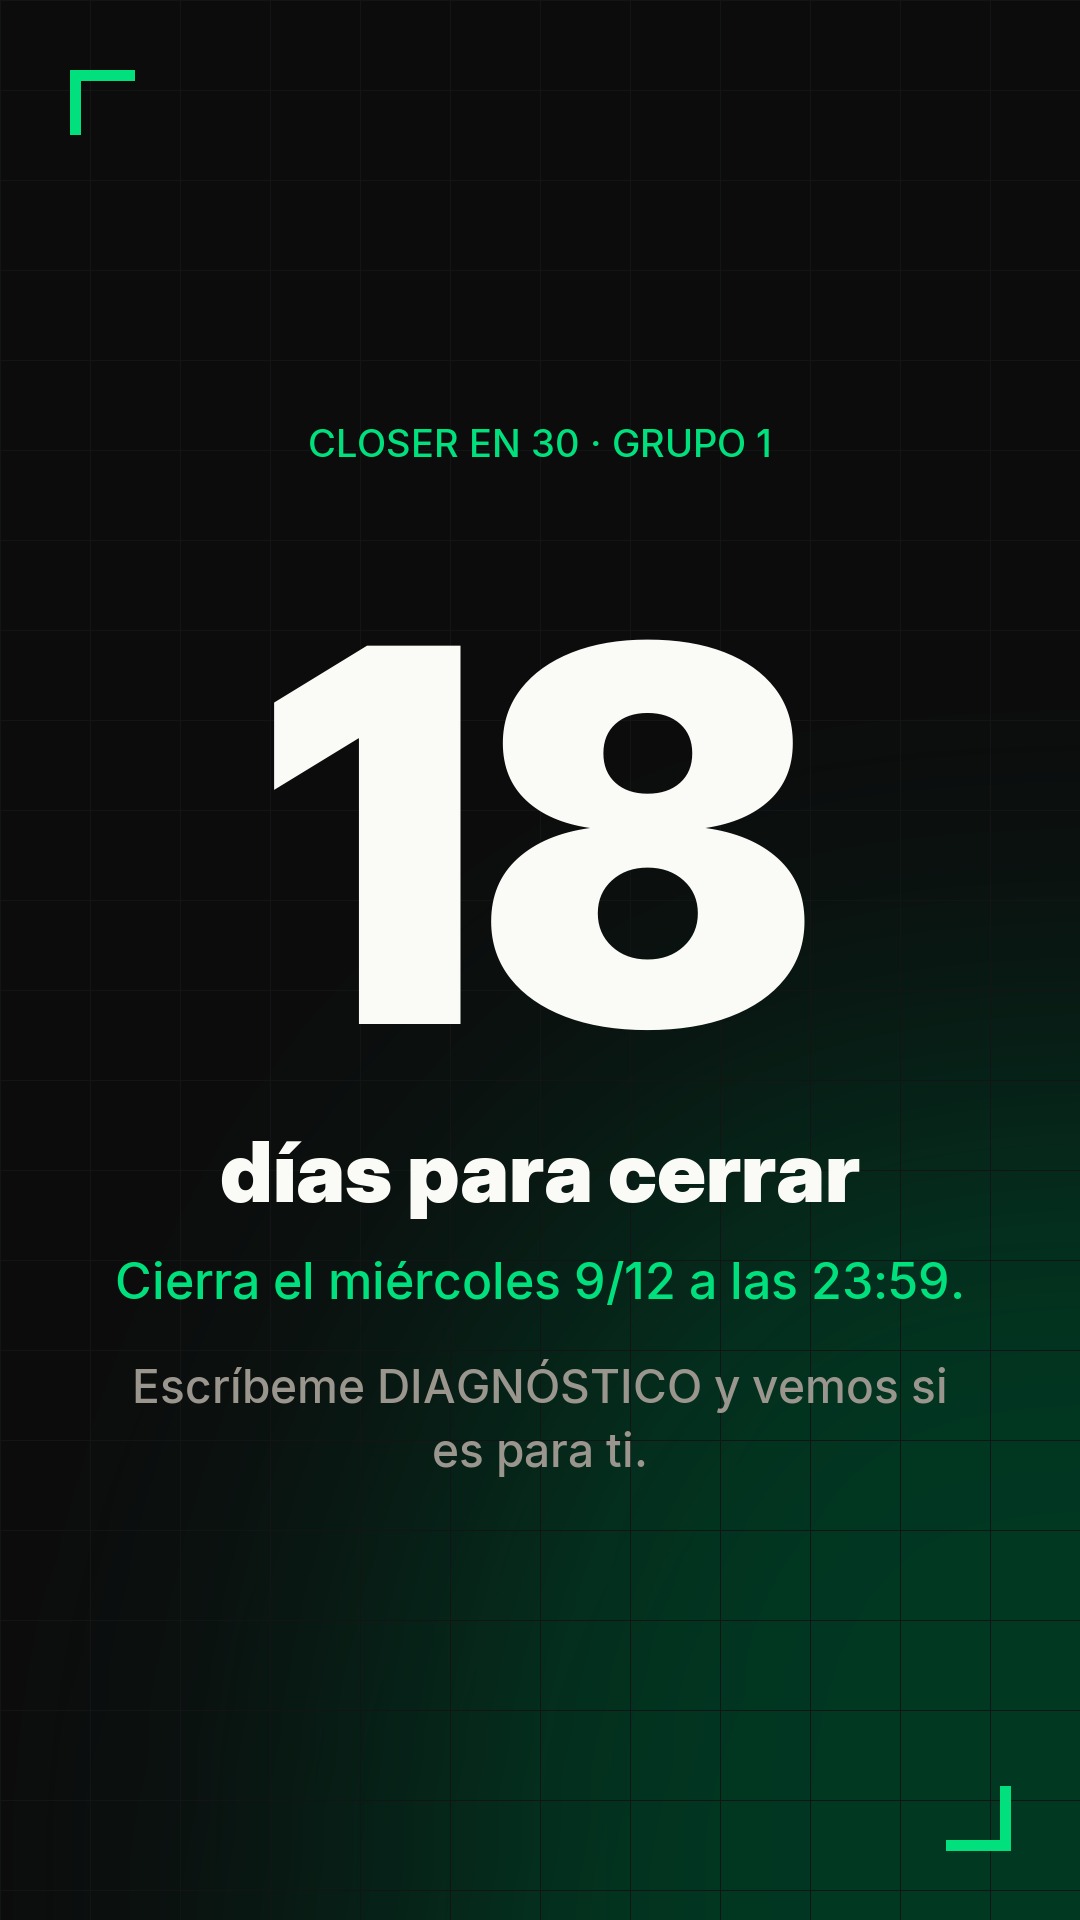 CLOSER EN 30 · GRUPO 1
18
días para cerrar
Cierra el miércoles 9/12 a las 23:59.
Escríbeme DIAGNÓSTICO y vemos si
es para ti.